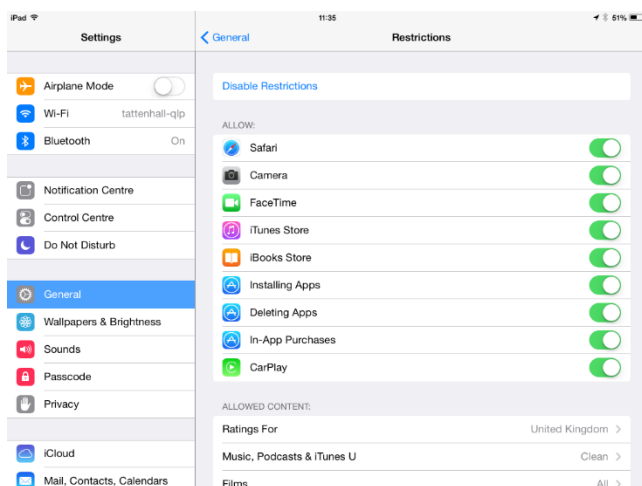 iPad 11:35 51%
Settings
General Restrictions
Airplane Mode
Wi-Fi tattenhall-qlp
Bluetooth On
Notification Centre
Control Centre
Do Not Disturb
General
Wallpapers & Brightness
Sounds
Passcode
Privacy
iCloud
Mail, Contacts, Calendars
Disable Restrictions
ALLOW:
Safari
Camera
FaceTime
iTunes Store
iBooks Store
Installing Apps
Deleting Apps
In-App Purchases
CarPlay
ALLOWED CONTENT:
Ratings For United Kingdom
Music, Podcasts & iTunes U Clean
Films All